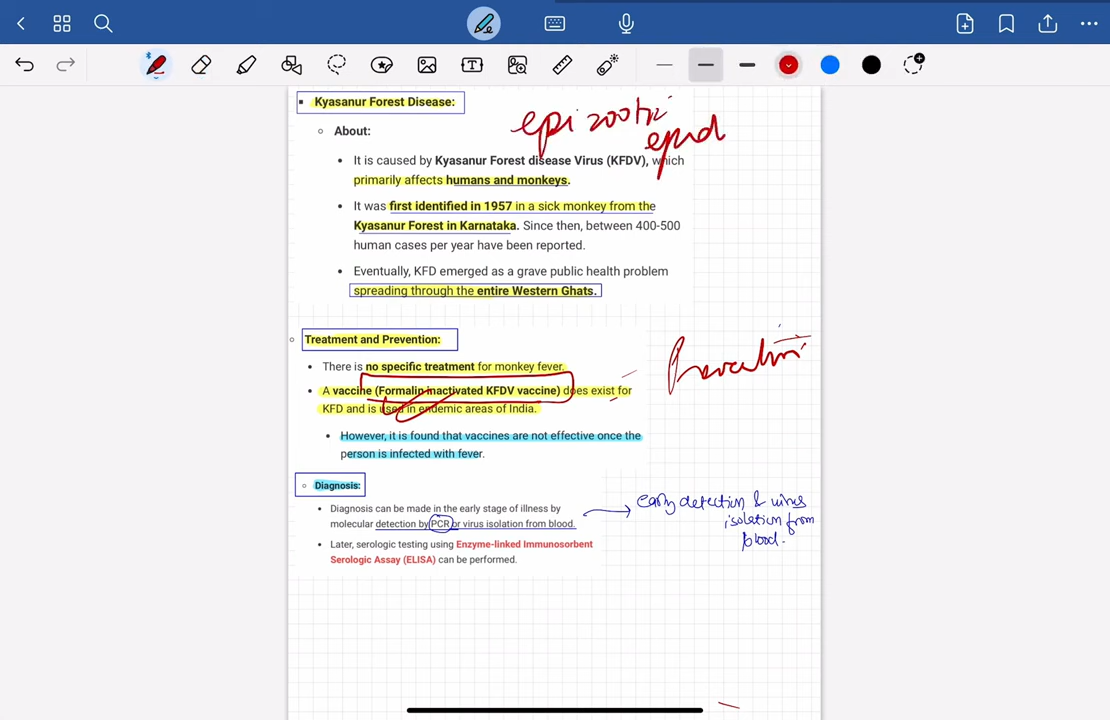 Kyasanur Forest Disease:
epizootic
epid
About:
It is caused by Kyasanur Forest disease Virus (KFDV), which
primarily affects humans and monkeys.
It was first identified in 1957 in a sick monkey from the
Kyasanur Forest in Karnataka. Since then, between 400-500
human cases per year have been reported.
Eventually, KFD emerged as a grave public health problem
spreading through the entire Western Ghats.
Treatment and Prevention:
There is no specific treatment for monkey fever.
A vaccine (Formalin inactivated KFDV vaccine) does exist for
KFD and is used in endemic areas of India.
However, it is found that vaccines are not effective once the
person is infected with fever.
Diagnosis:
Diagnosis can be made in the early stage of illness by
molecular detection by PCR or virus isolation from blood.
early detection & virus
isolation from
blood.
Later, serologic testing using Enzyme-linked Immunosorbent
Serologic Assay (ELISA) can be performed.